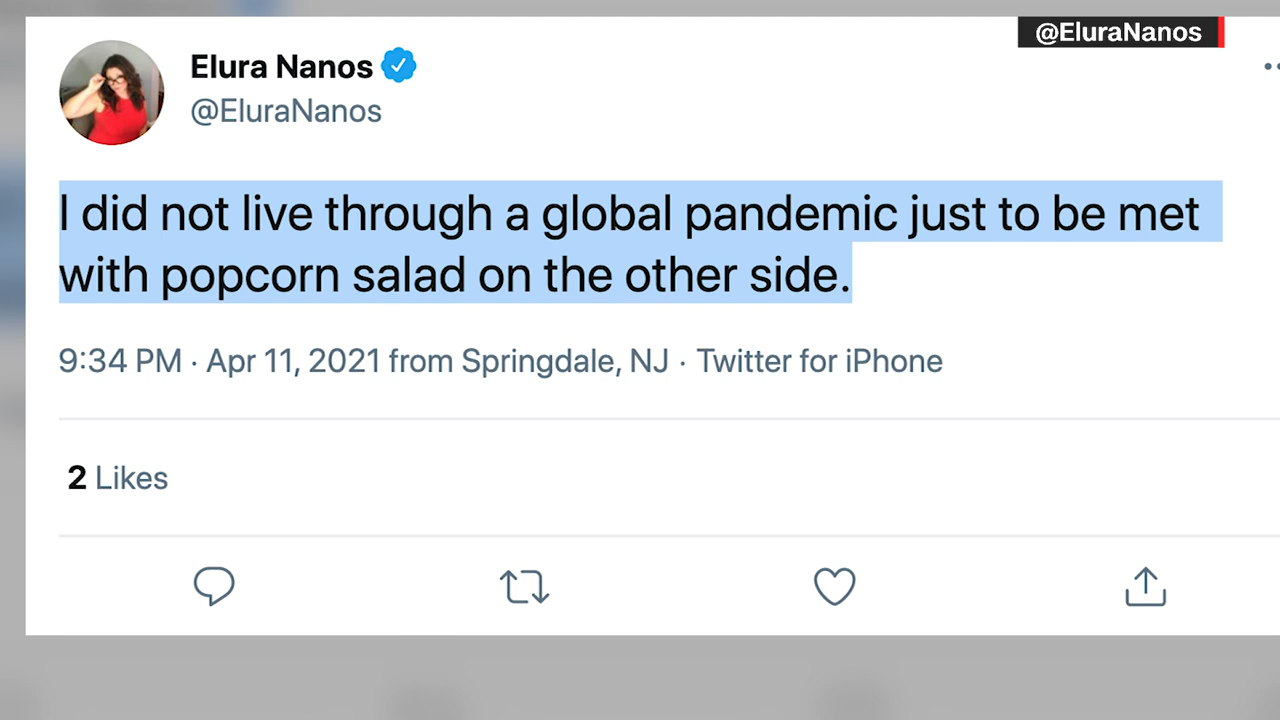 @EluraNanos
Elura Nanos
@EluraNanos
I did not live through a global pandemic just to be met
with popcorn salad on the other side.
9:34 PM · Apr 11, 2021 from Springdale, NJ · Twitter for iPhone
2 Likes